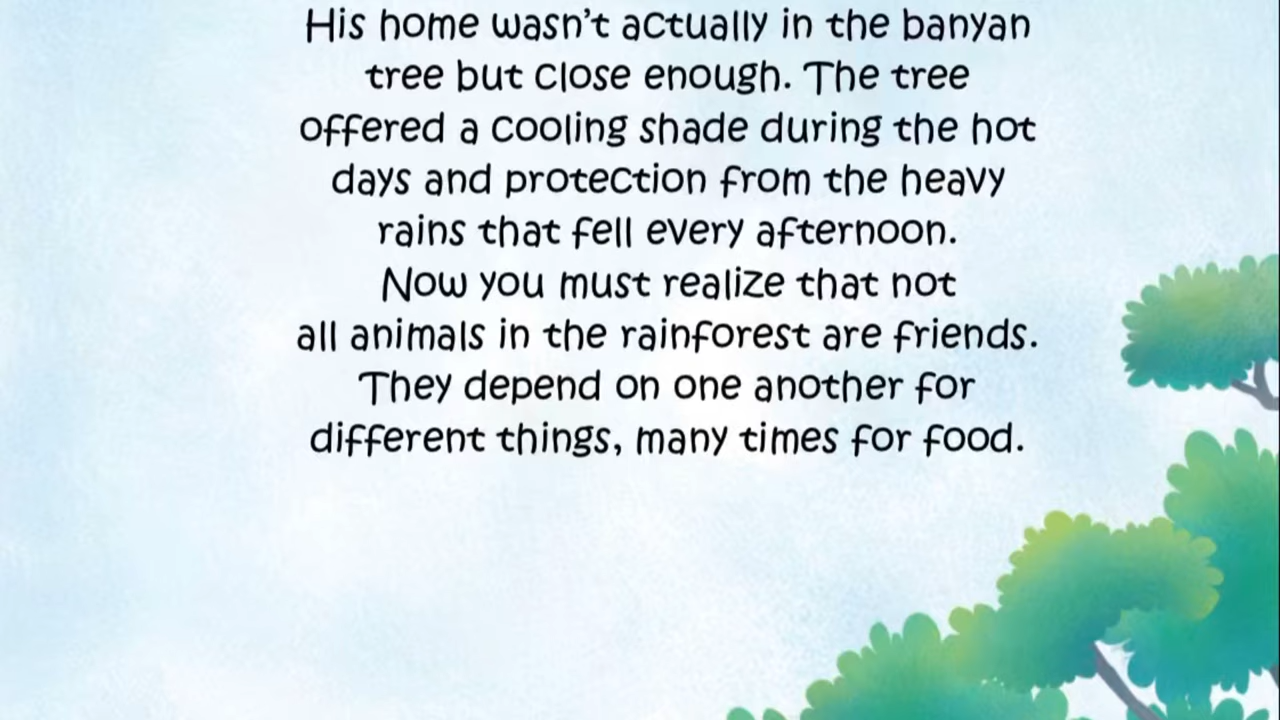 His home wasn’t actually in the banyan
tree but close enough. The tree
offered a cooling shade during the hot
days and protection from the heavy
rains that fell every afternoon.
Now you must realize that not
all animals in the rainforest are friends.
They depend on one another for
different things, many times for food.